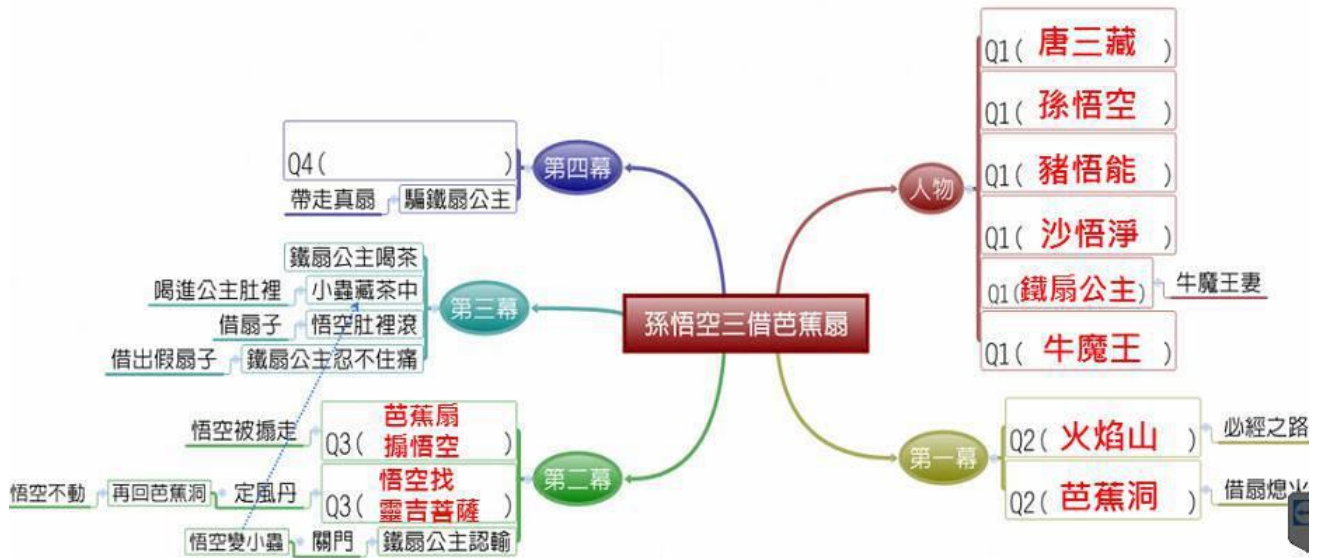 孫悟空三借芭蕉扇
人物
Q1( 唐三藏 )
Q1( 孫悟空 )
Q1( 豬悟能 )
Q1( 沙悟淨 )
Q1(鐵扇公主)
牛魔王妻
Q1( 牛魔王 )
第一幕
Q2( 火焰山 )
必經之路
Q2( 芭蕉洞 )
借扇熄火
第二幕
芭蕉扇
Q3( 搧悟空 )
悟空被搧走
悟空找
Q3( 靈吉菩薩 )
定風丹
再回芭蕉洞
悟空不動
鐵扇公主認輸
關門
悟空變小蟲
第三幕
鐵扇公主喝茶
小蟲藏茶中
喝進公主肚裡
悟空肚裡滾
借扇子
鐵扇公主忍不住痛
借出假扇子
第四幕
Q4( )
騙鐵扇公主
帶走真扇